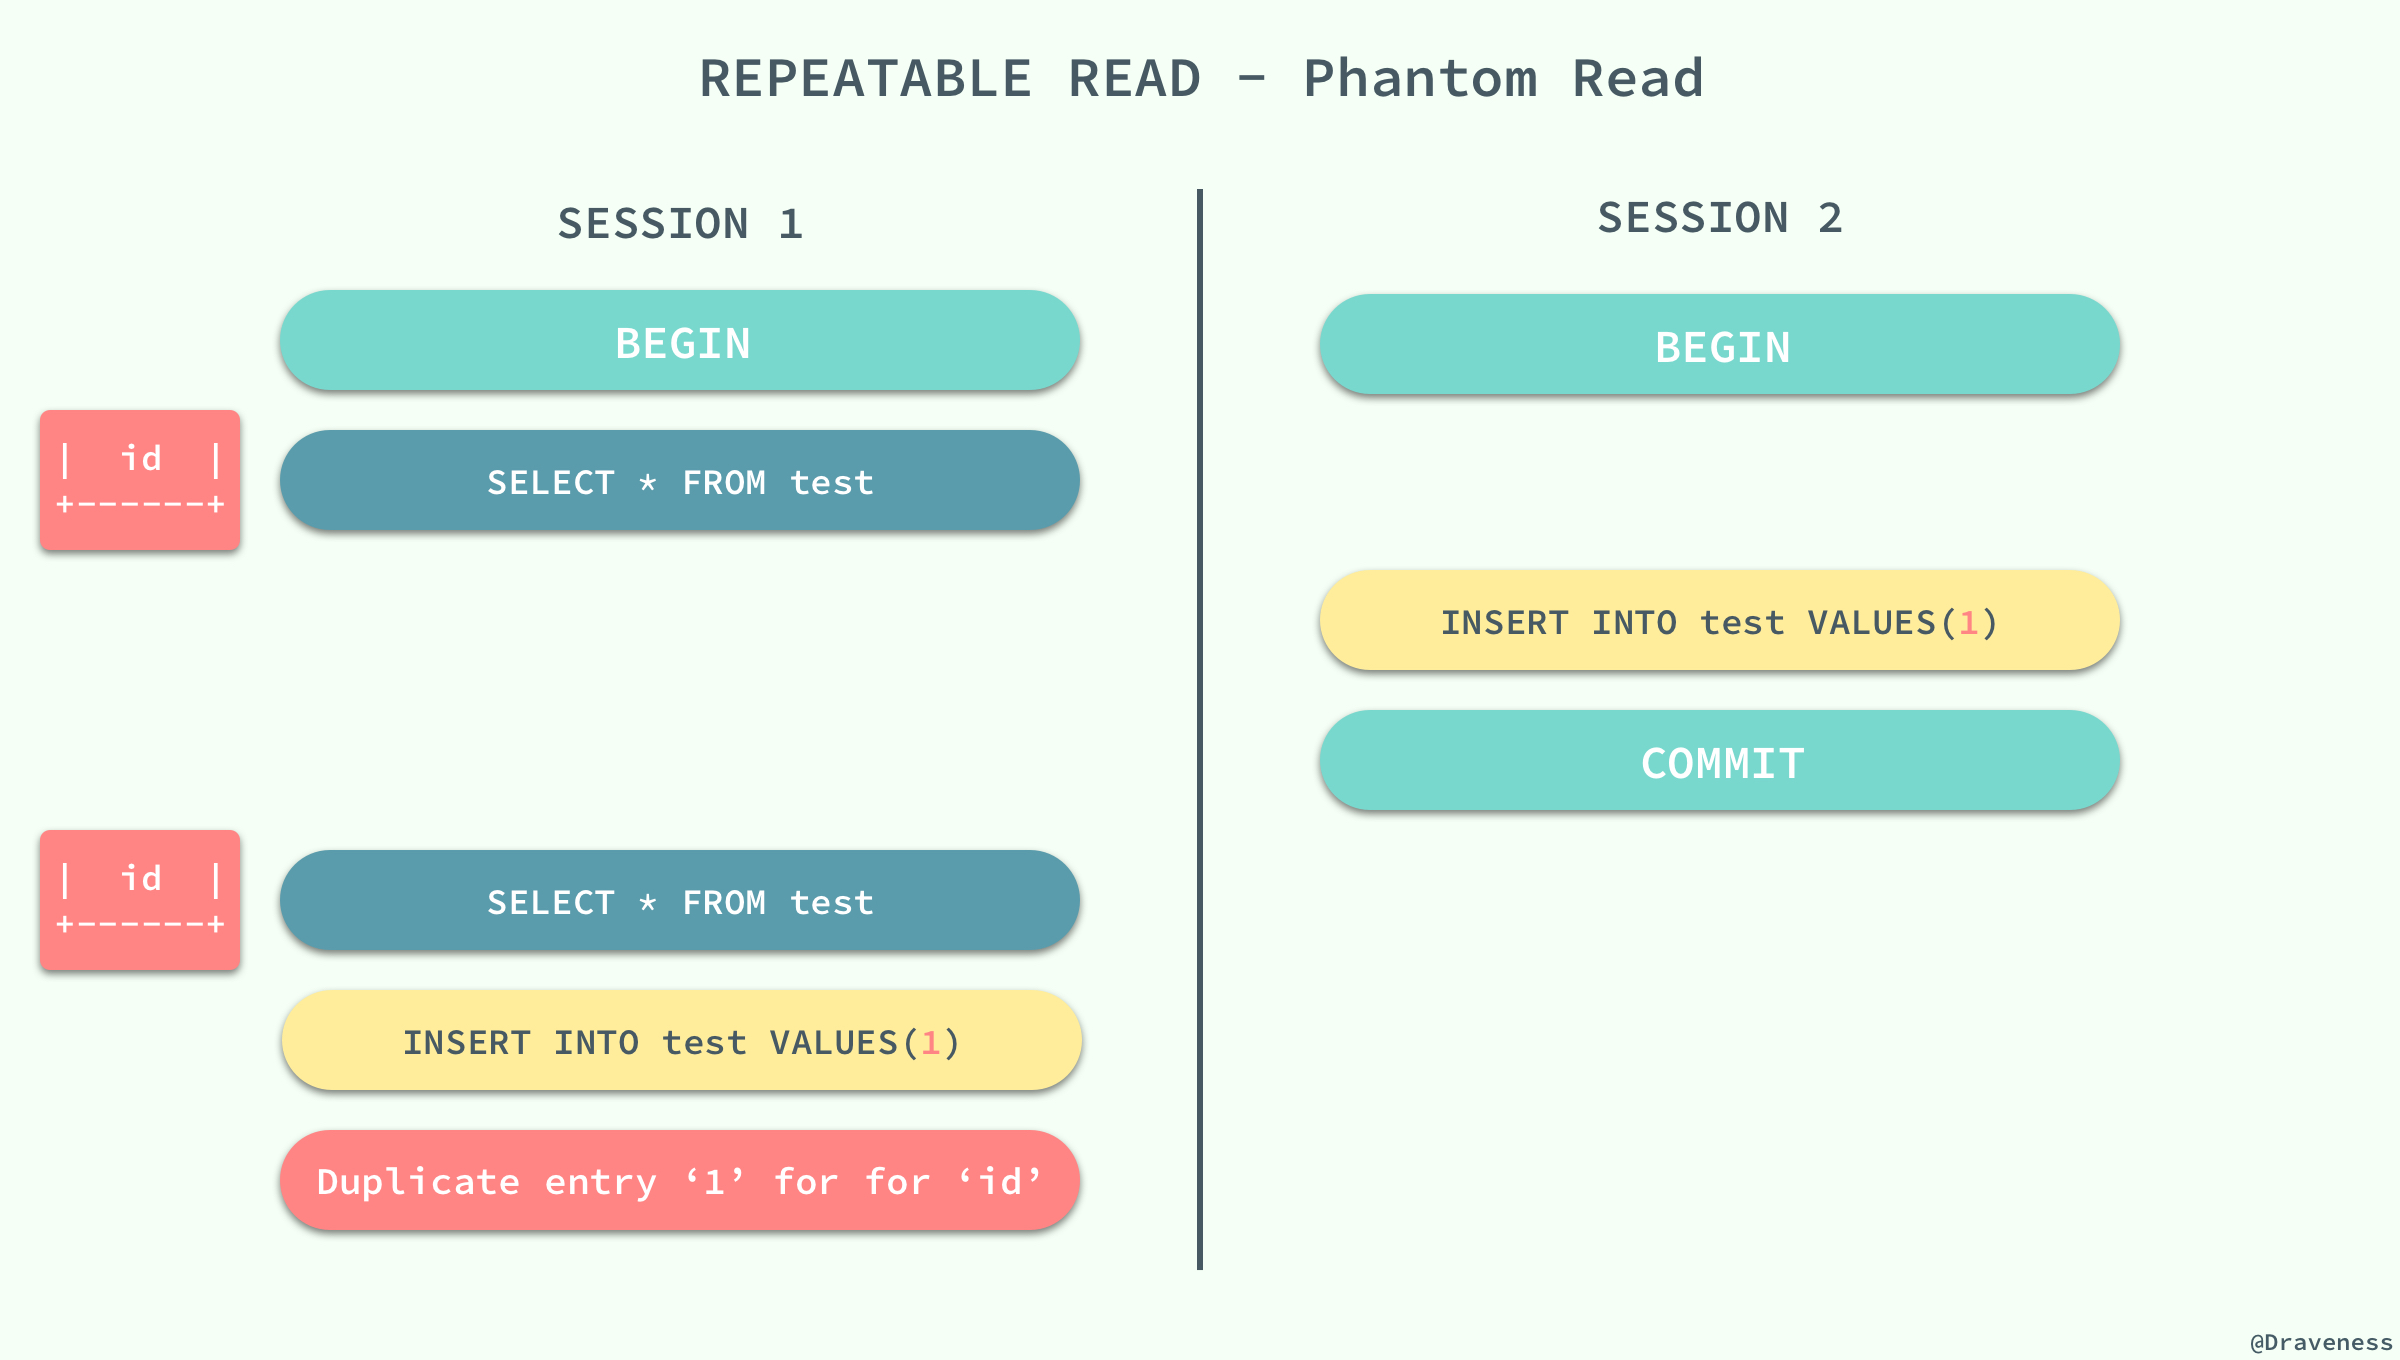 REPEATABLE READ - Phantom Read
SESSION 1
SESSION 2
BEGIN
BEGIN
| id |
+------+
SELECT * FROM test
INSERT INTO test VALUES(1)
COMMIT
| id |
+------+
SELECT * FROM test
INSERT INTO test VALUES(1)
Duplicate entry ‘1’ for for ‘id’
@Draveness